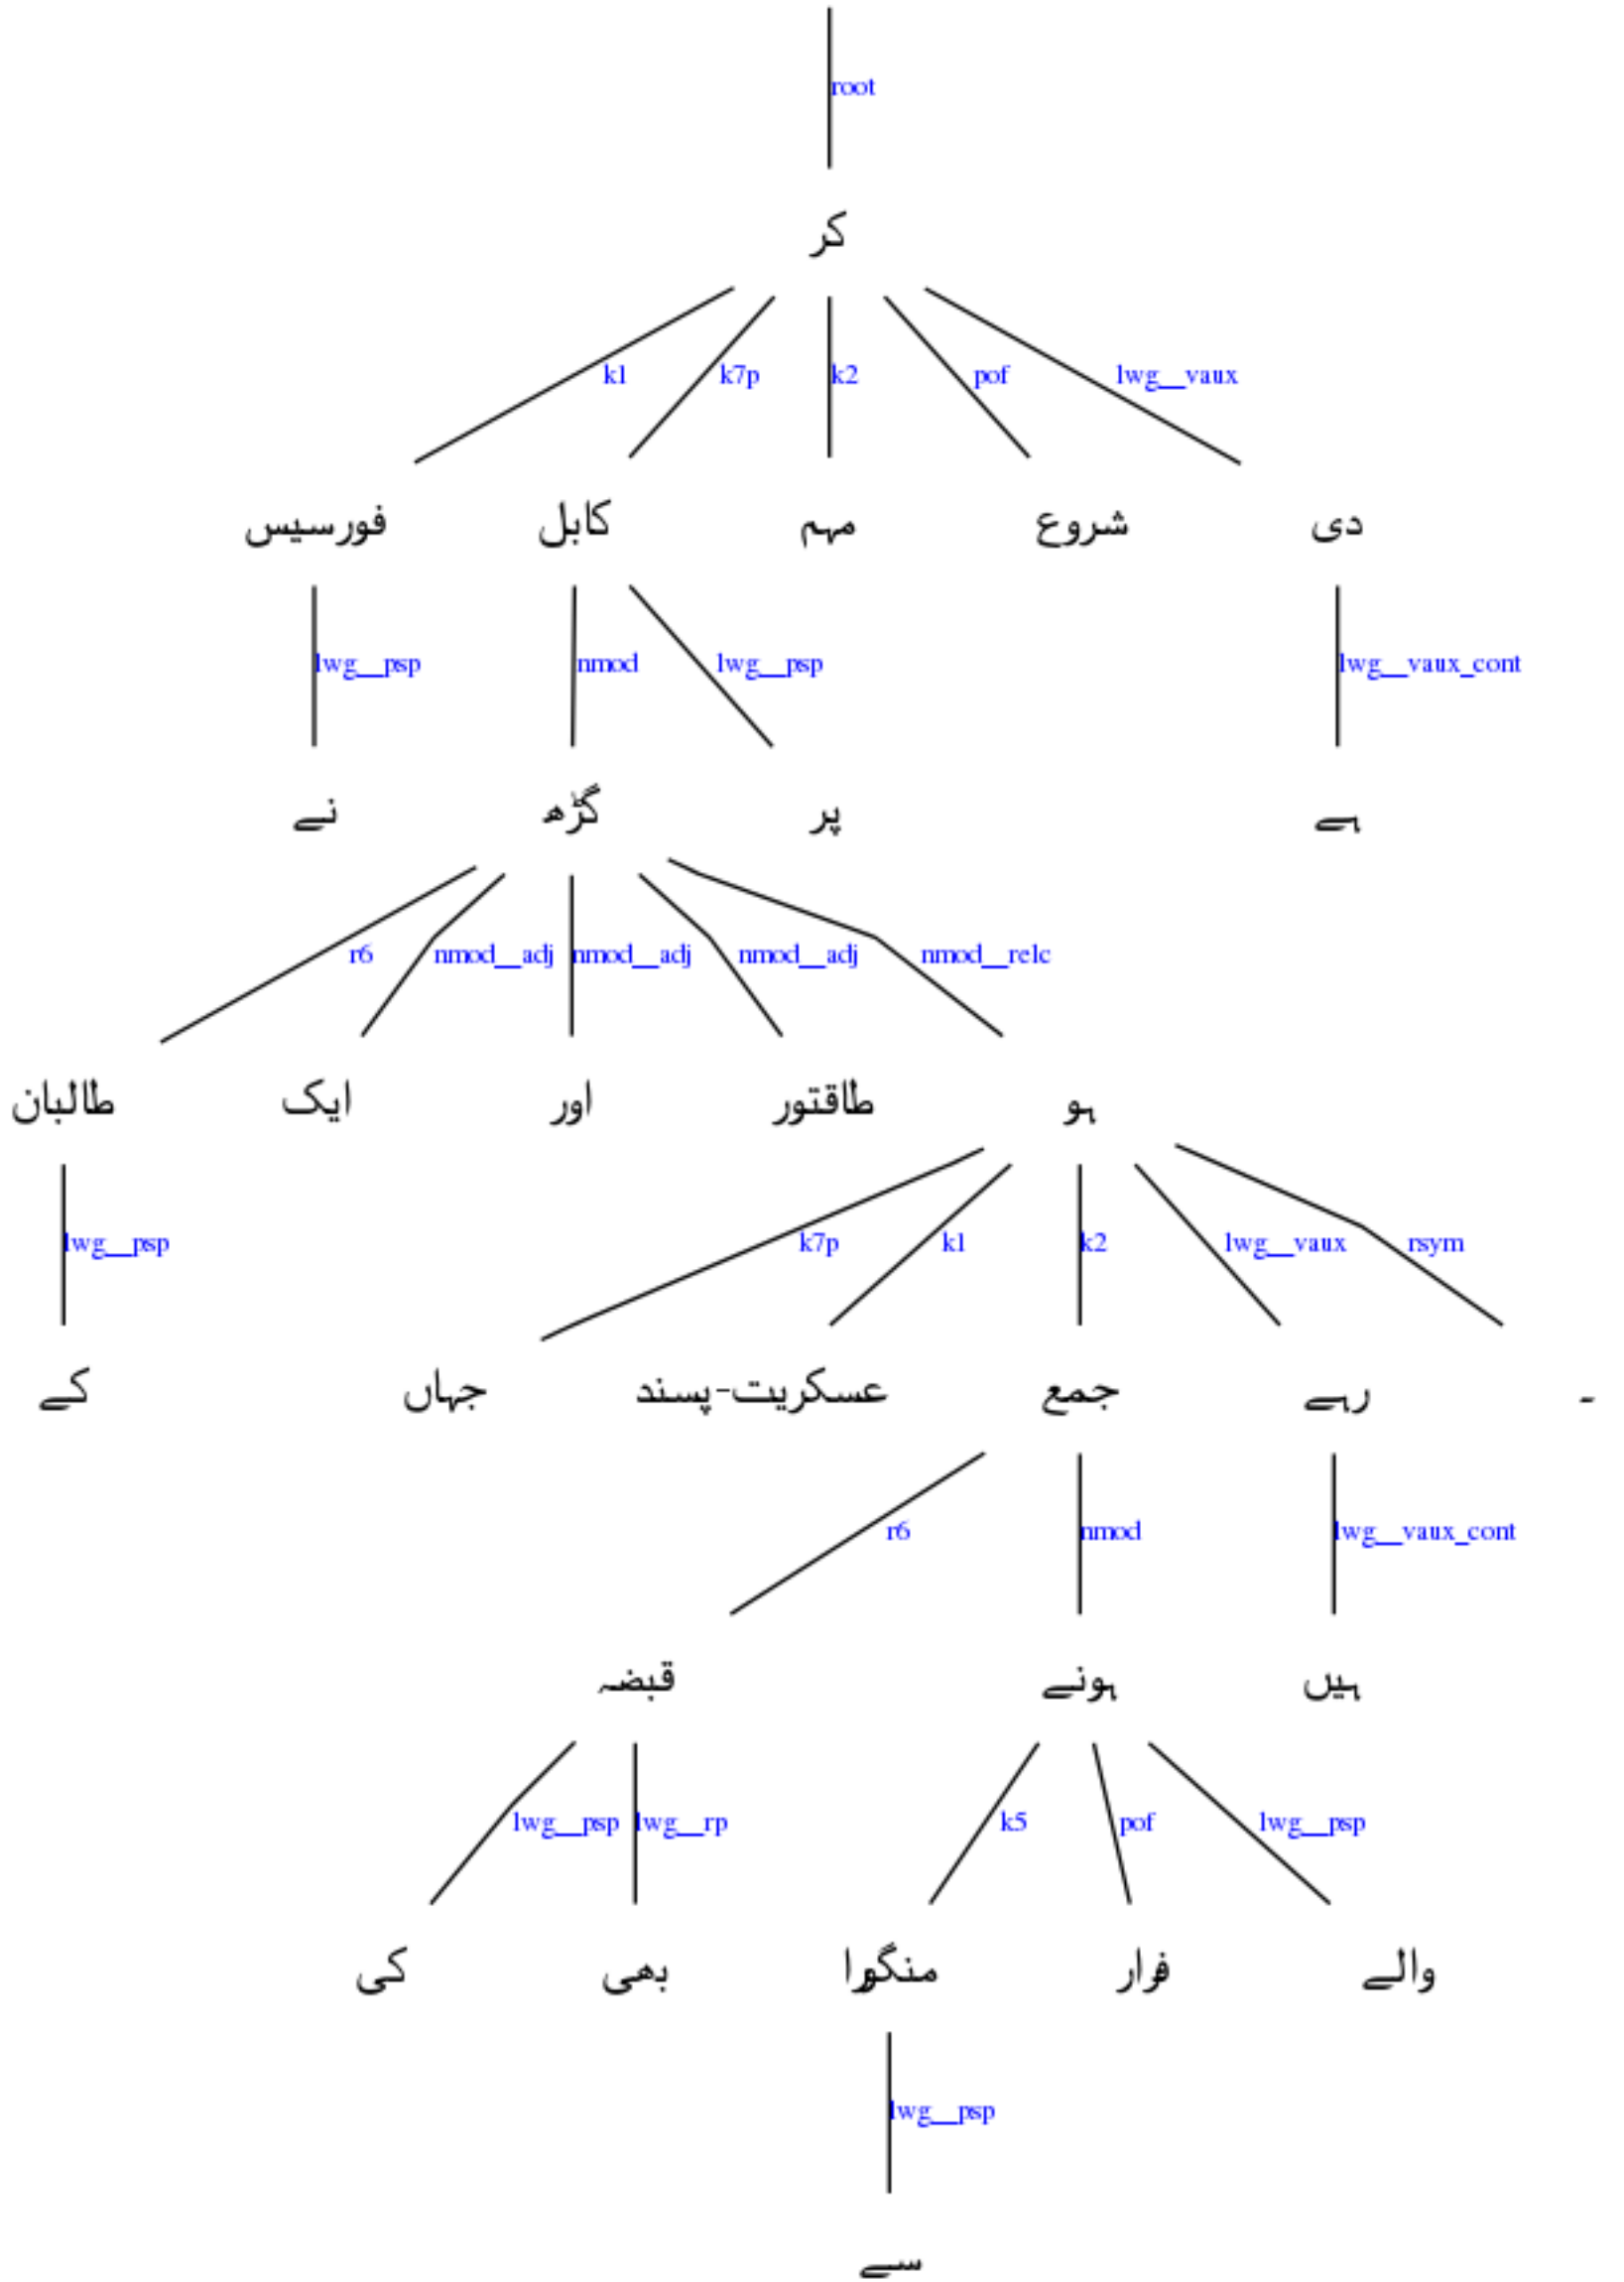 root
کر
k1 k7p k2 pof lwg__vaux
فورسیس کابل مہم شروع دی
lwg__psp nmod lwg__psp lwg__vaux_cont
نے گڑھ پر ہے
r6 nmod__adj nmod__adj nmod__adj nmod__relc
طالبان ایک اور طاقتور ہو
lwg__psp k7p k1 k2 lwg__vaux rsym
کے جہاں عسکریت-پسند جمع رہے ۔
r6 nmod lwg__vaux_cont
قبضہ ہونے ہیں
lwg__psp lwg__rp k5 pof lwg__psp
کی بھی منگورا فرار والے
lwg__psp
سے